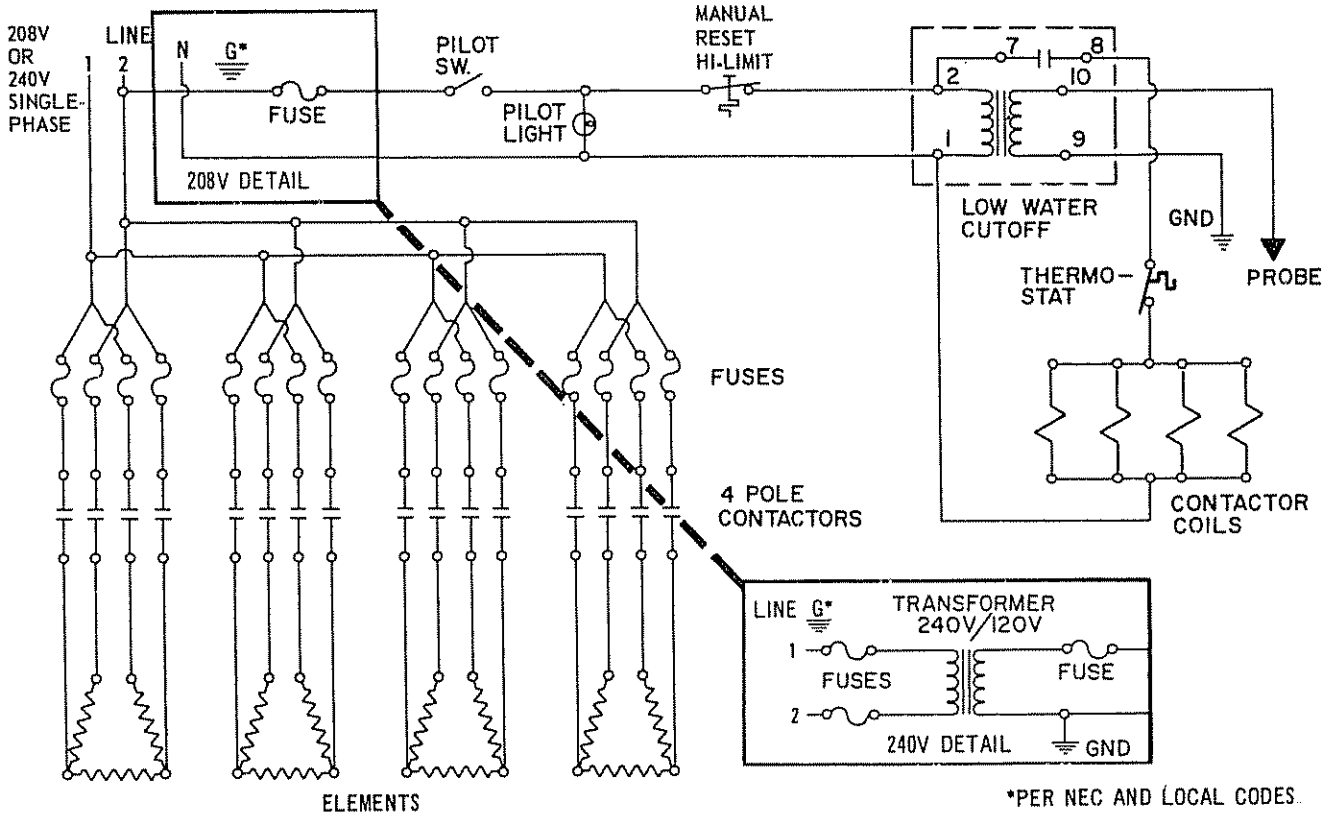 208V
OR
240V
SINGLE-
PHASE
LINE
1
2
N
G*
FUSE
208V DETAIL
PILOT
SW.
PILOT
LIGHT
MANUAL
RESET
HI-LIMIT
7
8
2
10
1
9
LOW WATER
CUTOFF
GND
PROBE
THERMO-
STAT
FUSES
4 POLE
CONTACTORS
CONTACTOR
COILS
LINE G*
TRANSFORMER
240V/120V
1
FUSES
FUSE
2
240V DETAIL
GND
ELEMENTS
*PER NEC AND LOCAL CODES.